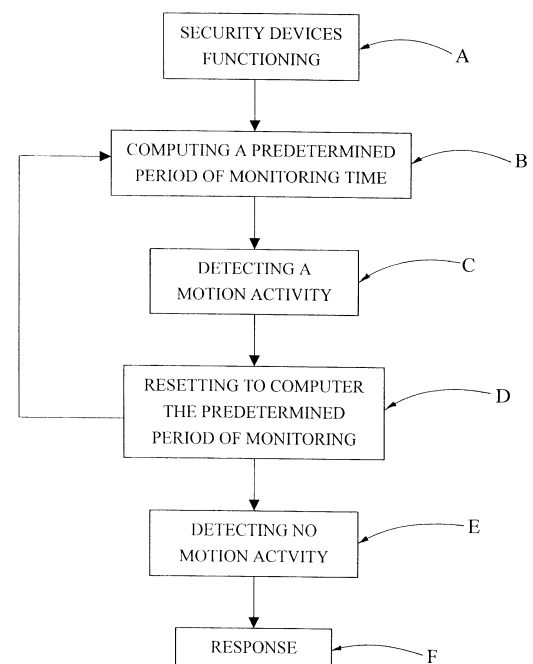 SECURITY DEVICES
FUNCTIONING
A
COMPUTING A PREDETERMINED
PERIOD OF MONITORING TIME
B
DETECTING A
MOTION ACTIVITY
C
RESETTING TO COMPUTER
THE PREDETERMINED
PERIOD OF MONITORING
D
DETECTING NO
MOTION ACTVITY
E
RESPONSE
F